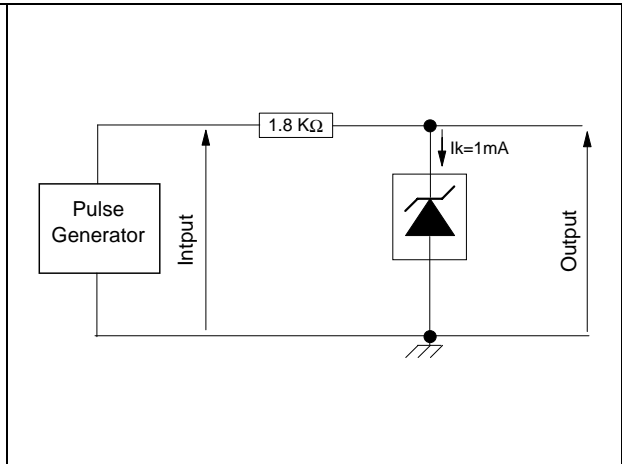 1.8 KΩ
Ik=1mA
Pulse
Generator
Intput
Output